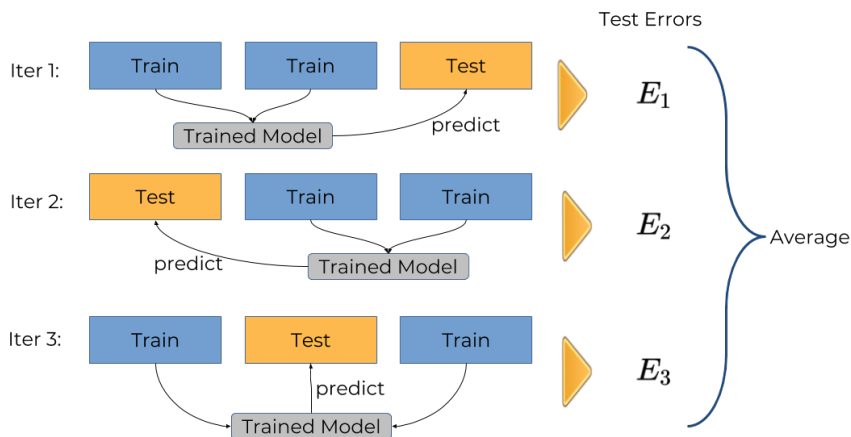 Test Errors
Iter 1:
Train
Train
Test
E1
Trained Model
predict
Iter 2:
Test
Train
Train
E2
Average
predict
Trained Model
Iter 3:
Train
Test
Train
E3
predict
Trained Model